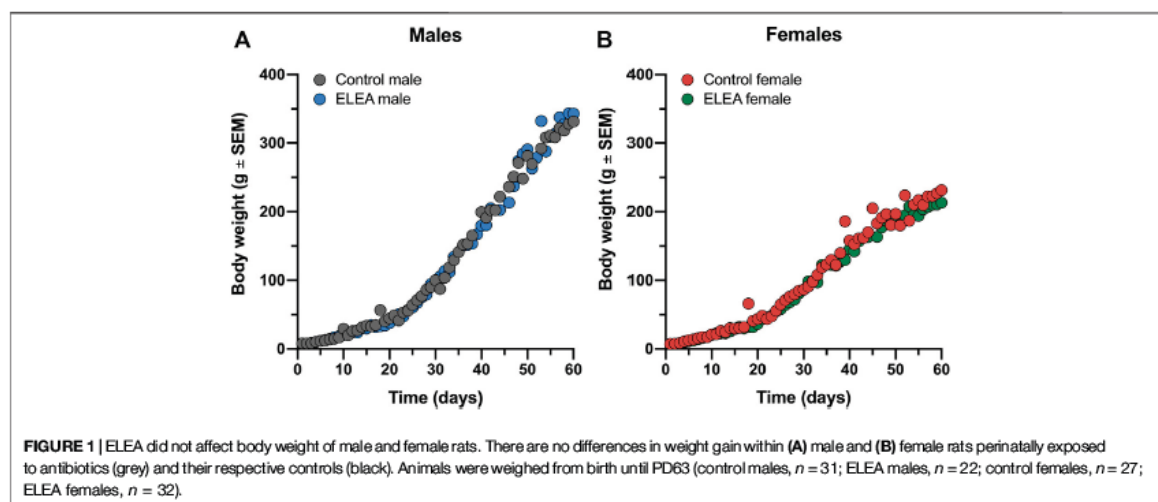 A
Males
B
Females
400
300
200
100
0
Body weight (g ± SEM)
Control male
ELEA male
0 10 20 30 40 50 60
Time (days)
400
300
200
100
0
Body weight (g ± SEM)
Control female
ELEA female
0 10 20 30 40 50 60
Time (days)
FIGURE 1 | ELEA did not affect body weight of male and female rats. There are no differences in weight gain within (A) male and (B) female rats perinatally exposed
to antibiotics (grey) and their respective controls (black). Animals were weighed from birth until PD63 (control males, n = 31; ELEA males, n = 22; control females, n = 27;
ELEA females, n = 32).